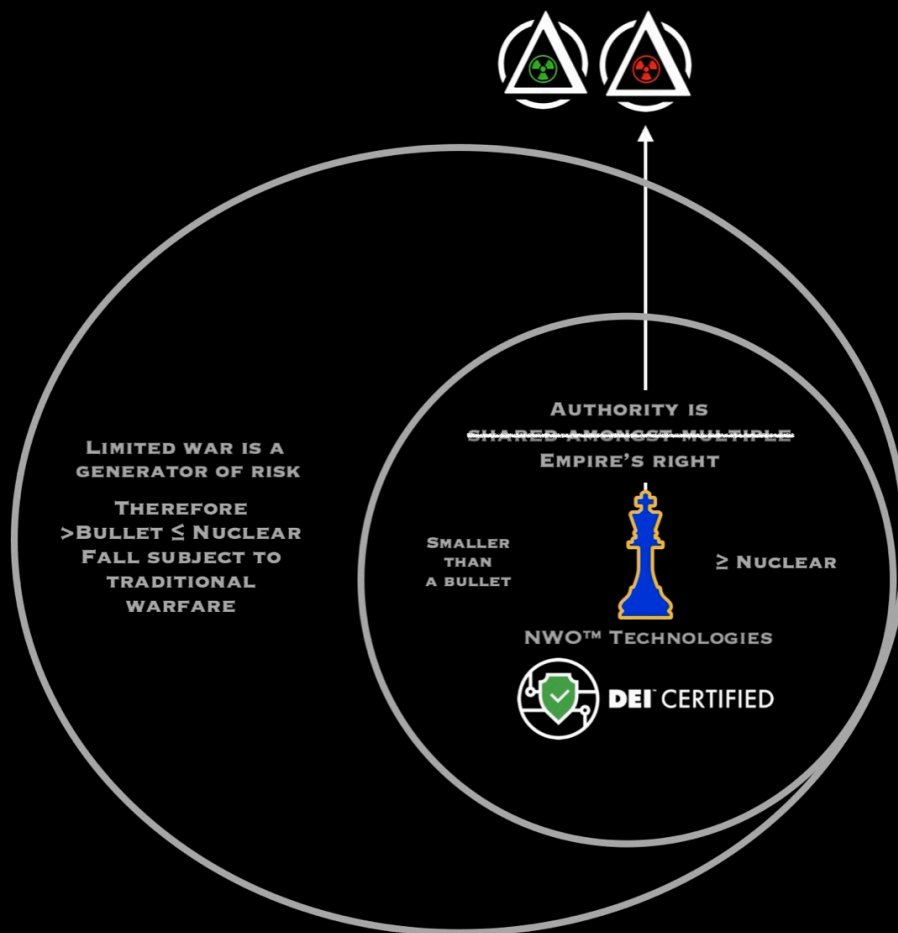 Limited war is a
generator of risk
Therefore
>Bullet ≤ Nuclear
Fall subject to
traditional
warfare
Authority is
shared amongst multiple
Empire's right
Smaller
than
a bullet
≥ Nuclear
NWO™ Technologies
DEI™ CERTIFIED